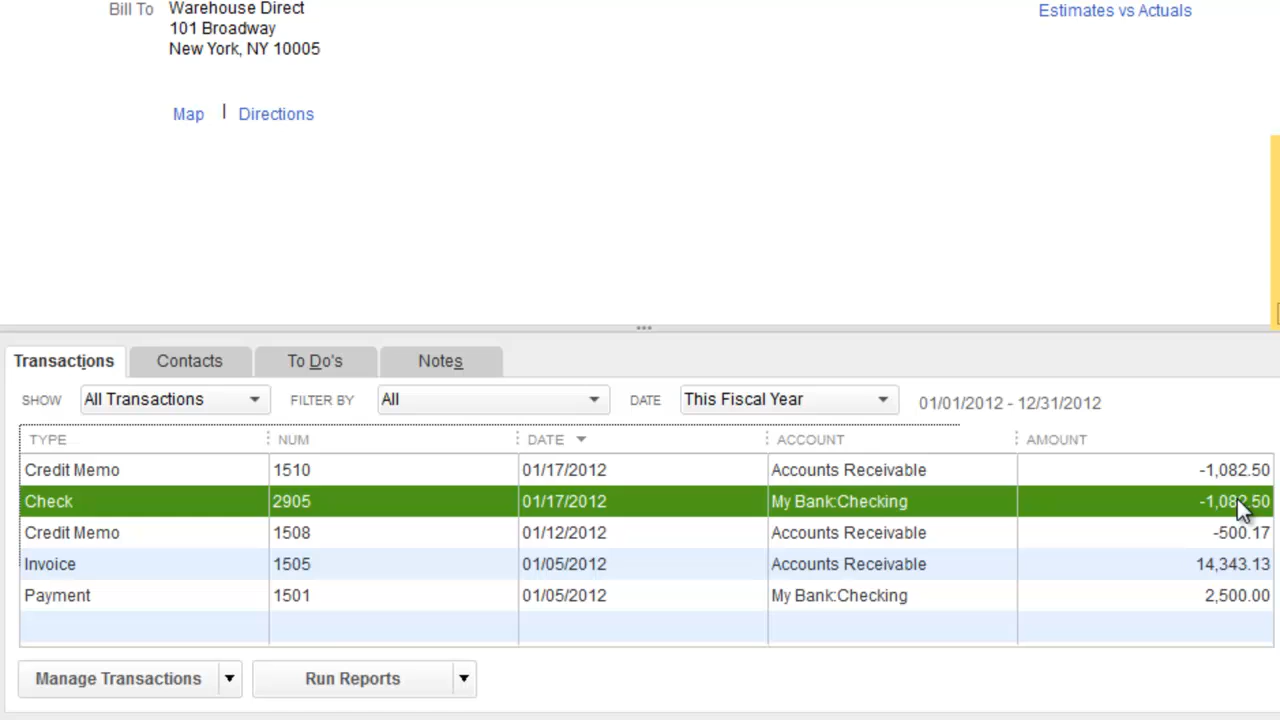 Bill To Warehouse Direct Estimates vs Actuals
101 Broadway
New York, NY 10005
Map | Directions
Transactions Contacts To Do's Notes
SHOW All Transactions FILTER BY All DATE This Fiscal Year 01/01/2012 - 12/31/2012
TYPE NUM DATE ACCOUNT AMOUNT
Credit Memo 1510 01/17/2012 Accounts Receivable -1,082.50
Check 2905 01/17/2012 My Bank:Checking -1,082.50
Credit Memo 1508 01/12/2012 Accounts Receivable -500.17
Invoice 1505 01/05/2012 Accounts Receivable 14,343.13
Payment 1501 01/05/2012 My Bank:Checking 2,500.00
Manage Transactions Run Reports